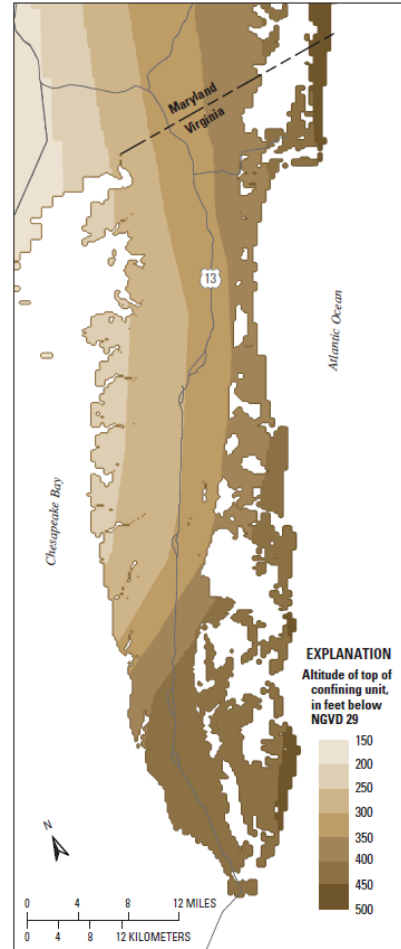 Maryland
Virginia
13
Atlantic Ocean
Chesapeake Bay
EXPLANATION
Altitude of top of
confining unit,
in feet below
NGVD 29
150
200
250
300
350
400
450
500
N
0 4 8 12 MILES
0 4 8 12 KILOMETERS